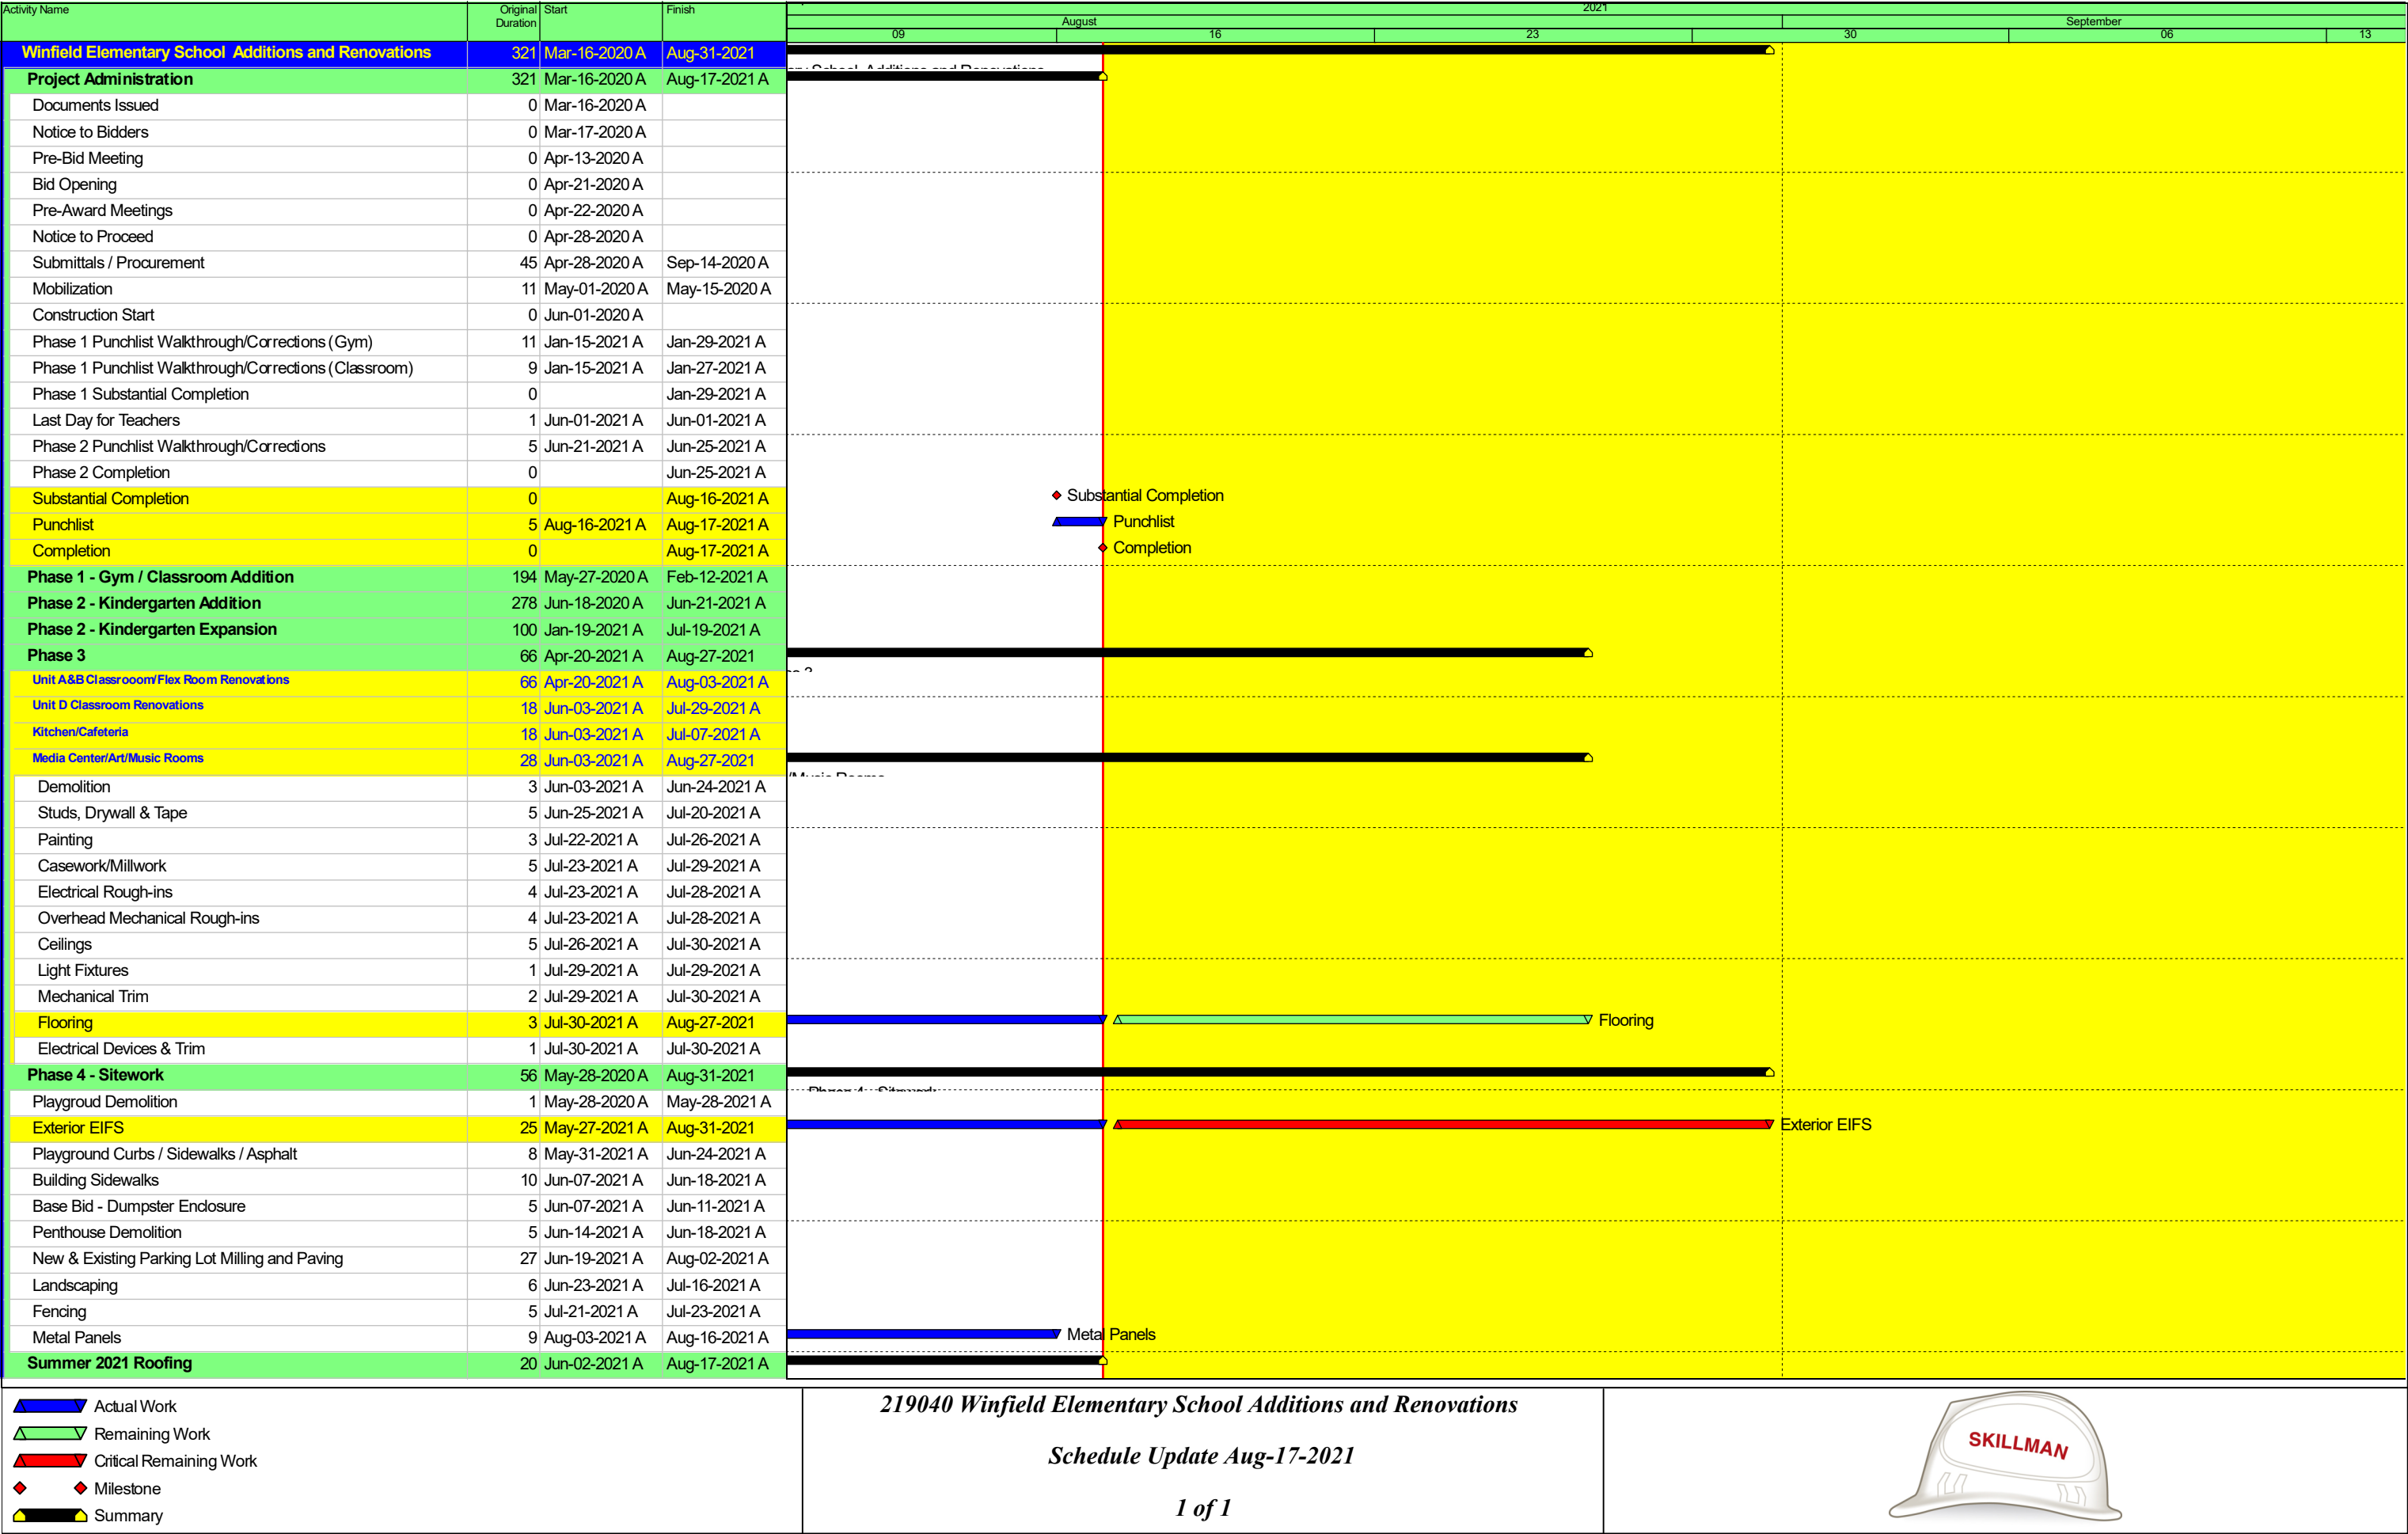 Activity Name Original Duration Start Finish 2021
August September
09 16 23 30 06 13
Winfield Elementary School Additions and Renovations 321 Mar-16-2020 A Aug-31-2021
Project Administration 321 Mar-16-2020 A Aug-17-2021 A
Documents Issued 0 Mar-16-2020 A
Notice to Bidders 0 Mar-17-2020 A
Pre-Bid Meeting 0 Apr-13-2020 A
Bid Opening 0 Apr-21-2020 A
Pre-Award Meetings 0 Apr-22-2020 A
Notice to Proceed 0 Apr-28-2020 A
Submittals / Procurement 45 Apr-28-2020 A Sep-14-2020 A
Mobilization 11 May-01-2020 A May-15-2020 A
Construction Start 0 Jun-01-2020 A
Phase 1 Punchlist Walkthrough/Corrections (Gym) 11 Jan-15-2021 A Jan-29-2021 A
Phase 1 Punchlist Walkthrough/Corrections (Classroom) 9 Jan-15-2021 A Jan-27-2021 A
Phase 1 Substantial Completion 0 Jan-29-2021 A
Last Day for Teachers 1 Jun-01-2021 A Jun-01-2021 A
Phase 2 Punchlist Walkthrough/Corrections 5 Jun-21-2021 A Jun-25-2021 A
Phase 2 Completion 0 Jun-25-2021 A
Substantial Completion 0 Aug-16-2021 A Substantial Completion
Punchlist 5 Aug-16-2021 A Aug-17-2021 A Punchlist
Completion 0 Aug-17-2021 A Completion
Phase 1 - Gym / Classroom Addition 194 May-27-2020 A Feb-12-2021 A
Phase 2 - Kindergarten Addition 278 Jun-18-2020 A Jun-21-2021 A
Phase 2 - Kindergarten Expansion 100 Jan-19-2021 A Jul-19-2021 A
Phase 3 66 Apr-20-2021 A Aug-27-2021
Unit A&B Classrooom/Flex Room Renovations 66 Apr-20-2021 A Aug-03-2021 A
Unit D Classroom Renovations 18 Jun-03-2021 A Jul-29-2021 A
Kitchen/Cafeteria 18 Jun-03-2021 A Jul-07-2021 A
Media Center/Art/Music Rooms 28 Jun-03-2021 A Aug-27-2021
Demolition 3 Jun-03-2021 A Jun-24-2021 A
Studs, Drywall & Tape 5 Jun-25-2021 A Jul-20-2021 A
Painting 3 Jul-22-2021 A Jul-26-2021 A
Casework/Millwork 5 Jul-23-2021 A Jul-29-2021 A
Electrical Rough-ins 4 Jul-23-2021 A Jul-28-2021 A
Overhead Mechanical Rough-ins 4 Jul-23-2021 A Jul-28-2021 A
Ceilings 5 Jul-26-2021 A Jul-30-2021 A
Light Fixtures 1 Jul-29-2021 A Jul-29-2021 A
Mechanical Trim 2 Jul-29-2021 A Jul-30-2021 A
Flooring 3 Jul-30-2021 A Aug-27-2021 Flooring
Electrical Devices & Trim 1 Jul-30-2021 A Jul-30-2021 A
Phase 4 - Sitework 56 May-28-2020 A Aug-31-2021
Playgroud Demolition 1 May-28-2020 A May-28-2021 A
Exterior EIFS 25 May-27-2021 A Aug-31-2021 Exterior EIFS
Playground Curbs / Sidewalks / Asphalt 8 May-31-2021 A Jun-24-2021 A
Building Sidewalks 10 Jun-07-2021 A Jun-18-2021 A
Base Bid - Dumpster Enclosure 5 Jun-07-2021 A Jun-11-2021 A
Penthouse Demolition 5 Jun-14-2021 A Jun-18-2021 A
New & Existing Parking Lot Milling and Paving 27 Jun-19-2021 A Aug-02-2021 A
Landscaping 6 Jun-23-2021 A Jul-16-2021 A
Fencing 5 Jul-21-2021 A Jul-23-2021 A
Metal Panels 9 Aug-03-2021 A Aug-16-2021 A Metal Panels
Summer 2021 Roofing 20 Jun-02-2021 A Aug-17-2021 A
Actual Work
Remaining Work
Critical Remaining Work
Milestone
Summary
219040 Winfield Elementary School Additions and Renovations
Schedule Update Aug-17-2021
1 of 1
SKILLMAN